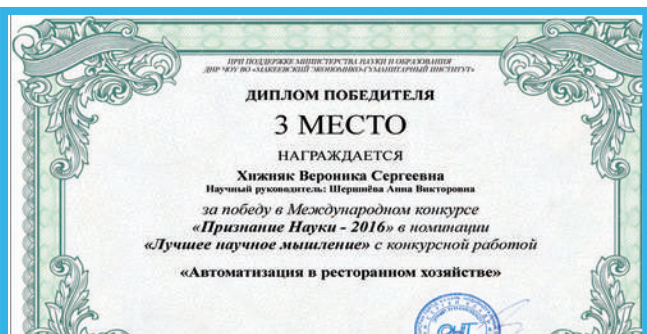 ПРИ ПОДДЕРЖКЕ МИНИСТЕРСТВА НАУКИ И ОБРАЗОВАНИЯ
ДНР ЧОУ ВО «МАКЕЕВСКИЙ ЭКОНОМИКО-ГУМАНИТАРНЫЙ ИНСТИТУТ»
ДИПЛОМ ПОБЕДИТЕЛЯ
3 МЕСТО
НАГРАЖДАЕТСЯ
Хижняк Вероника Сергеевна
Научный руководитель: Шершнёва Анна Викторовна
за победу в Международном конкурсе
«Признание Науки - 2016» в номинации
«Лучшее научное мышление» с конкурсной работой
«Автоматизация в ресторанном хозяйстве»
СНГ